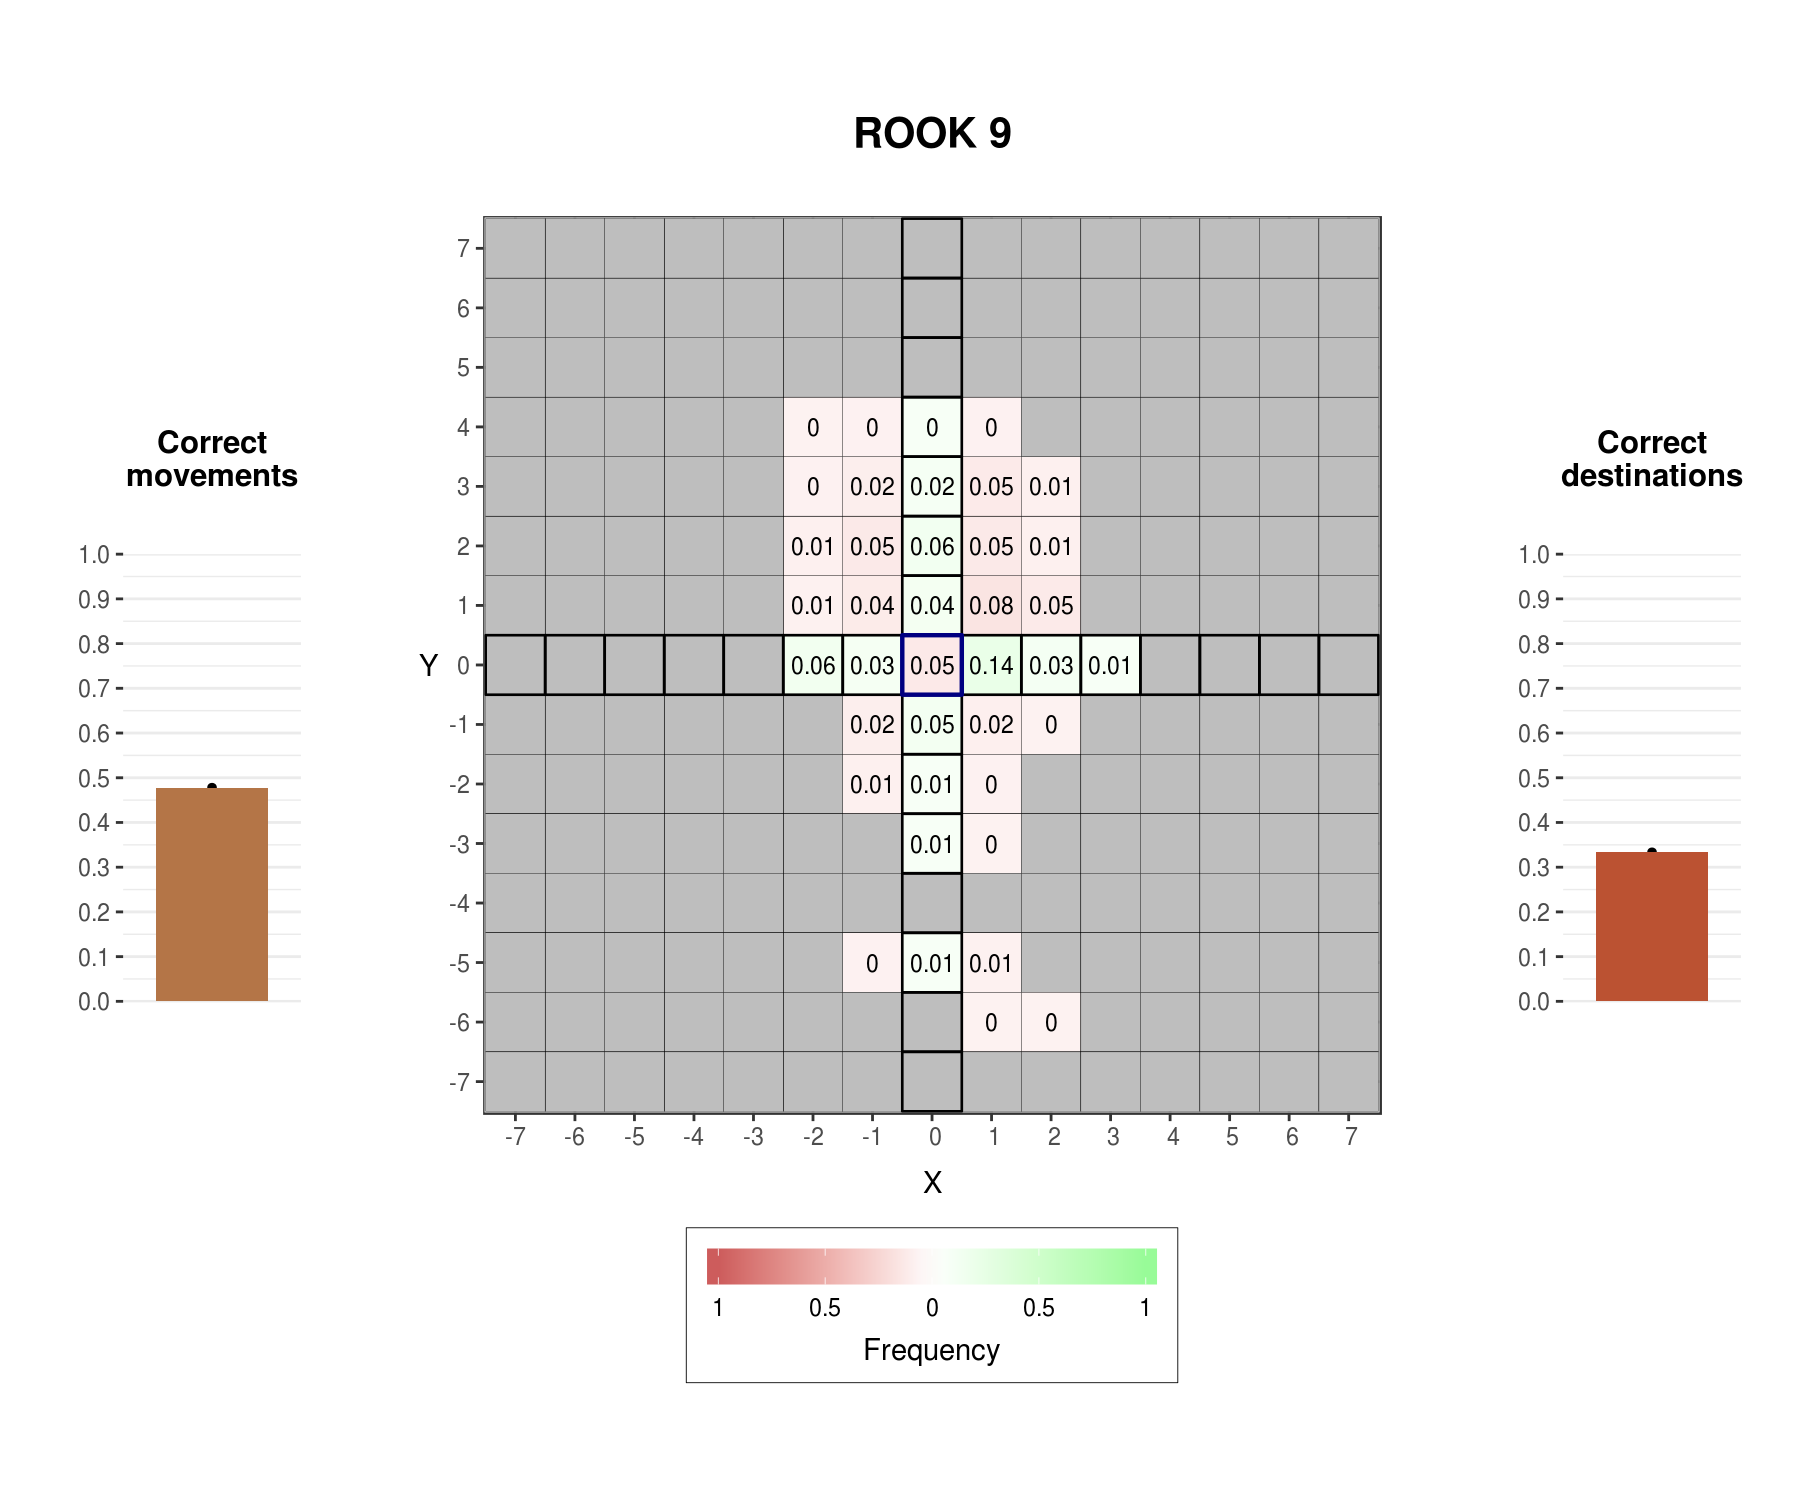 ROOK 9
Correct
movements
1.0
0.9
0.8
0.7
0.6
0.5
0.4
0.3
0.2
0.1
0.0
Y
7
6
5
4 0 0 0 0
3 0 0.02 0.02 0.05 0.01
2 0.01 0.05 0.06 0.05 0.01
1 0.01 0.04 0.04 0.08 0.05
0 0.06 0.03 0.05 0.14 0.03 0.01
-1 0.02 0.05 0.02 0
-2 0.01 0.01 0
-3 0.01 0
-4
-5 0 0.01 0.01
-6 0 0
-7
-7 -6 -5 -4 -3 -2 -1 0 1 2 3 4 5 6 7
X
1 0.5 0 0.5 1
Frequency
Correct
destinations
1.0
0.9
0.8
0.7
0.6
0.5
0.4
0.3
0.2
0.1
0.0